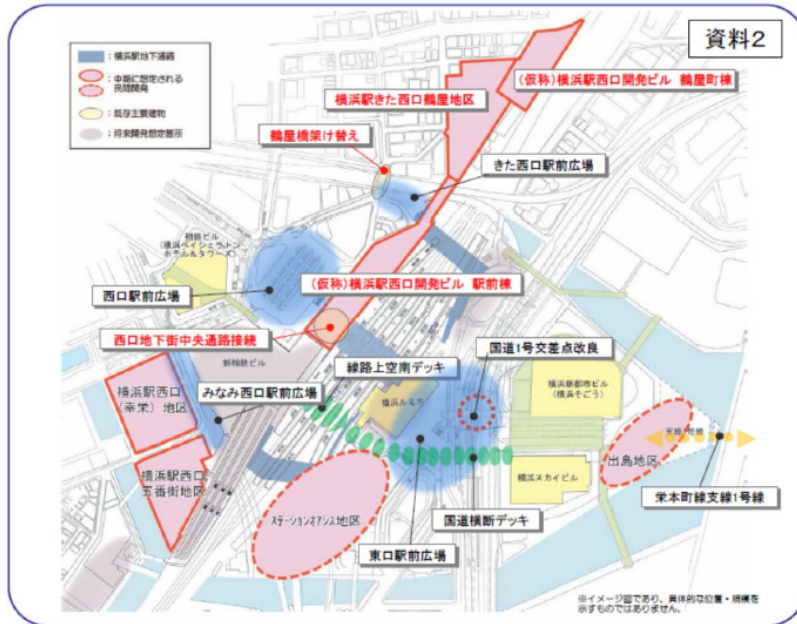 資料2
:横浜駅地下通路
:中期に想定される
民間開発
:既存主要建物
:将来開発想定箇所
(仮称)横浜駅西口開発ビル 鶴屋町棟
横浜駅きた西口鶴屋地区
鶴屋橋架け替え
きた西口駅前広場
相鉄ビル
(横浜ベイシェラトン
ホテル&タワーズ)
西口駅前広場
(仮称)横浜駅西口開発ビル 駅前棟
西口地下街中央通路接続
新相鉄ビル
線路上空南デッキ
国道1号交差点改良
横浜駅西口
(幸栄)地区
みなみ西口駅前広場
横浜ルミネ
横浜新都市ビル
(横浜そごう)
横浜駅西口
五番街地区
出島地区
横浜スカイビル
栄本町線支線1号線
ステーションオアシス地区
国道横断デッキ
東口駅前広場
※イメージ図であり、具体的な位置・規模を
示すものではありません。